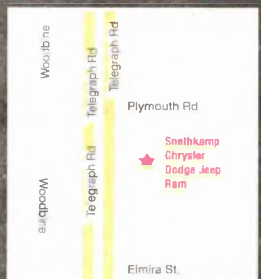 Woodbine
Telegraph Rd
Telegraph Rd
Plymouth Rd
Snethkamp
Chrysler
Dodge Jeep
Ram
Woodbine
Telegraph Rd
Elmira St.